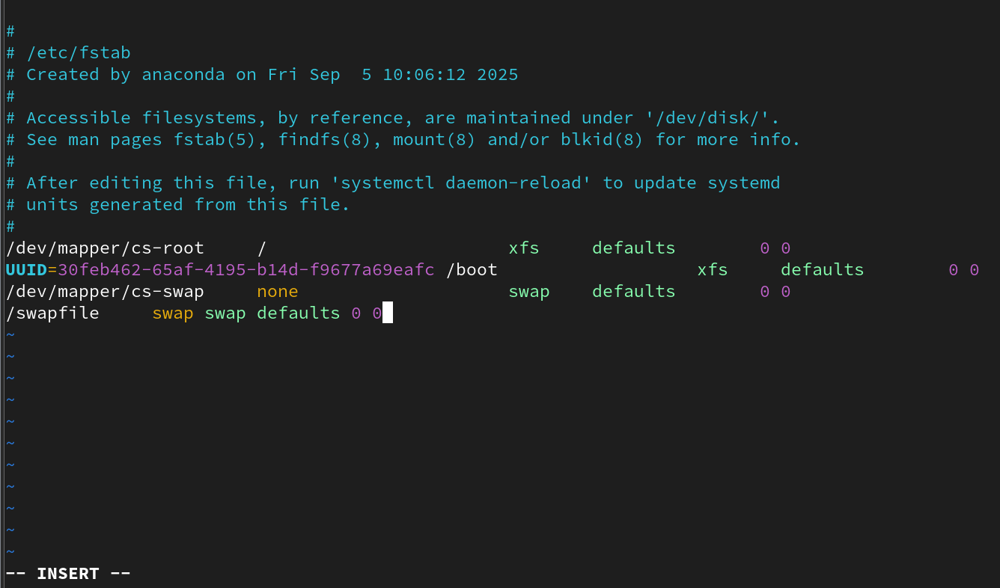 #
# /etc/fstab
# Created by anaconda on Fri Sep  5 10:06:12 2025
#
# Accessible filesystems, by reference, are maintained under '/dev/disk/'.
# See man pages fstab(5), findfs(8), mount(8) and/or blkid(8) for more info.
#
# After editing this file, run 'systemctl daemon-reload' to update systemd
# units generated from this file.
#
/dev/mapper/cs-root     /                       xfs     defaults        0 0
UUID=30feb462-65af-4195-b14d-f9677a69eafc /boot                   xfs     defaults        0 0
/dev/mapper/cs-swap     none                    swap    defaults        0 0
/swapfile     swap swap defaults 0 0
~
~
~
~
~
~
~
~
~
~
~
-- INSERT --